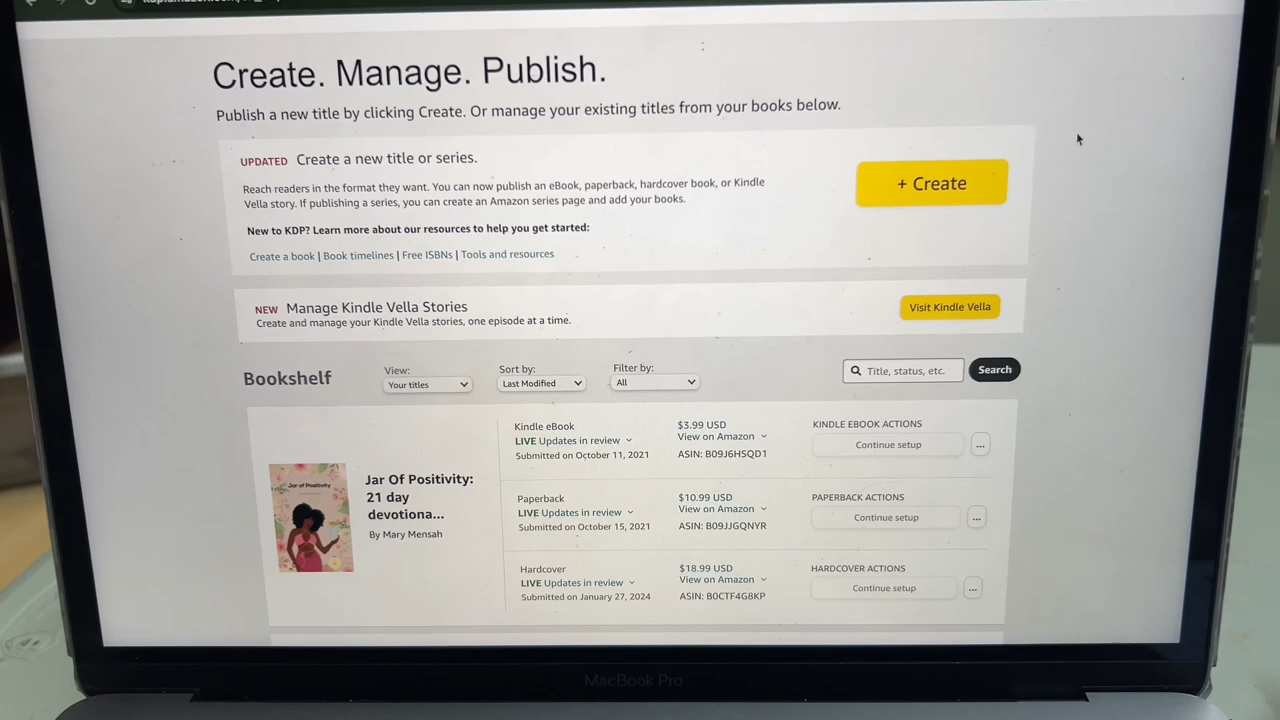 Create. Manage. Publish.
Publish a new title by clicking Create. Or manage your existing titles from your books below.
UPDATED Create a new title or series.
Reach readers in the format they want. You can now publish an eBook, paperback, hardcover book, or Kindle
Vella story. If publishing a series, you can create an Amazon series page and add your books.
+ Create
New to KDP? Learn more about our resources to help you get started:
Create a book | Book timelines | Free ISBNs | Tools and resources
NEW Manage Kindle Vella Stories
Create and manage your Kindle Vella stories, one episode at a time.
Visit Kindle Vella
Bookshelf
View:
Your titles
Sort by:
Last Modified
Filter by:
All
Title, status, etc.
Search
Jar of Positivity
Jar Of Positivity:
21 day
devotiona...
By Mary Mensah
Kindle eBook
LIVE Updates in review
Submitted on October 11, 2021
$3.99 USD
View on Amazon
ASIN: B09J6HSQD1
KINDLE EBOOK ACTIONS
Continue setup
...
Paperback
LIVE Updates in review
Submitted on October 15, 2021
$10.99 USD
View on Amazon
ASIN: B09JJGQNYR
PAPERBACK ACTIONS
Continue setup
...
Hardcover
LIVE Updates in review
Submitted on January 27, 2024
$18.99 USD
View on Amazon
ASIN: B0CTF4G8KP
HARDCOVER ACTIONS
Continue setup
...
MacBook Pro